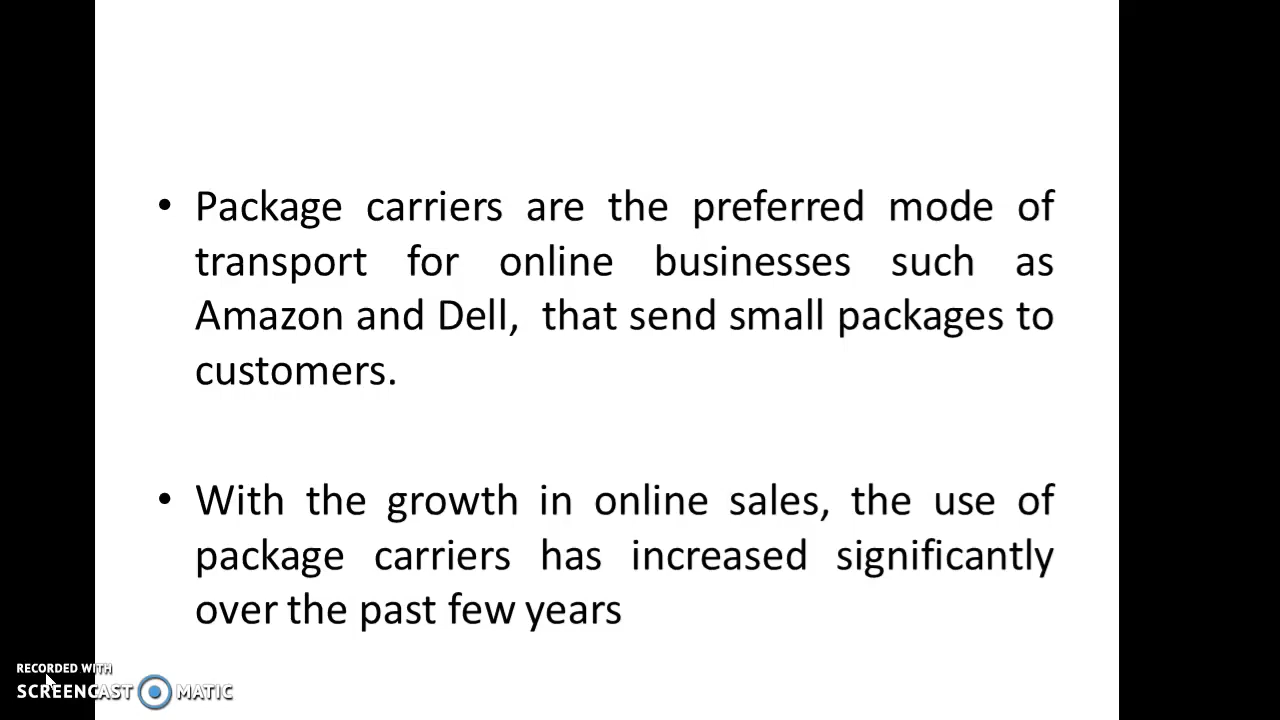 • Package carriers are the preferred mode of
transport for online businesses such as
Amazon and Dell, that send small packages to
customers.
• With the growth in online sales, the use of
package carriers has increased significantly
over the past few years
RECORDED WITH
SCREENCAST MATIC